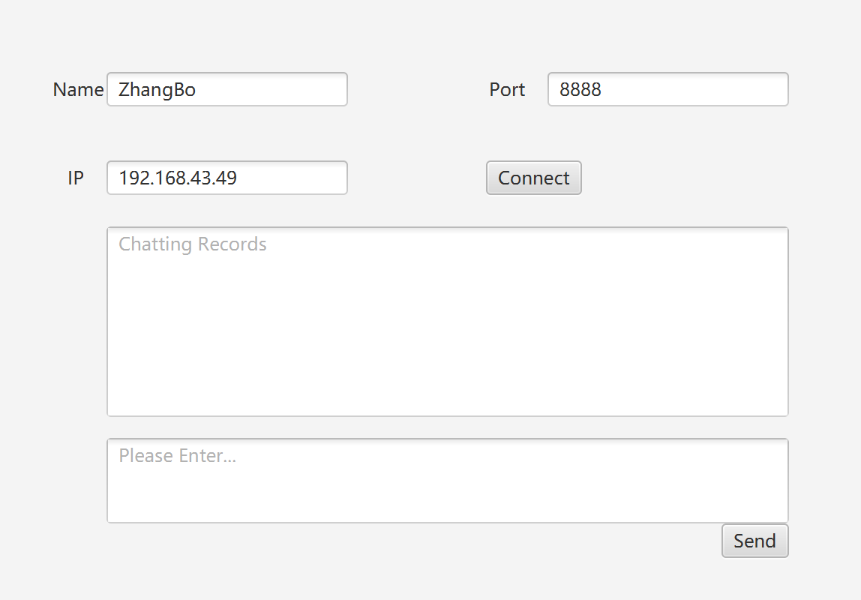 Name ZhangBo Port 8888
IP 192.168.43.49 Connect
Chatting Records
Please Enter...
Send